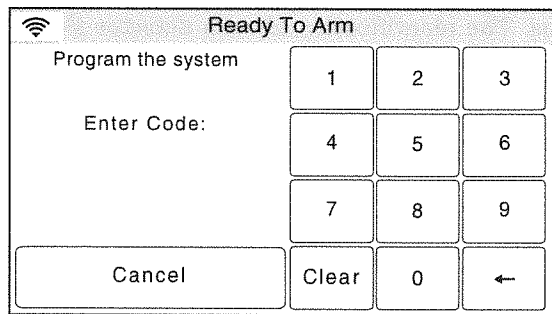 Ready To Arm
Program the system
Enter Code:
1 2 3
4 5 6
7 8 9
Cancel Clear 0 ←